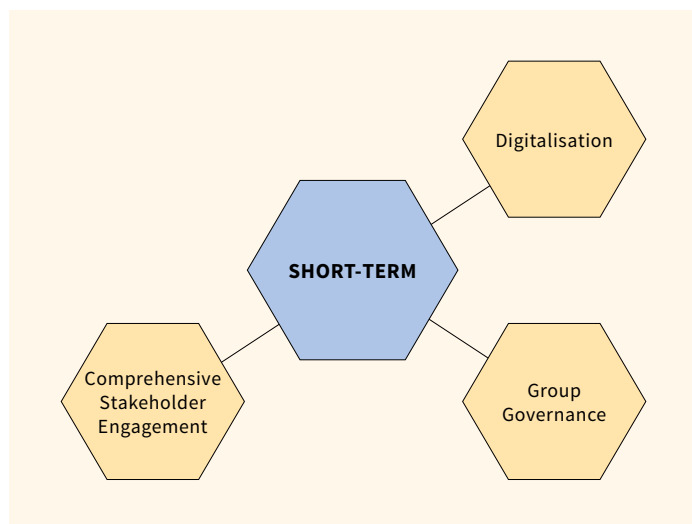 Digitalisation
SHORT-TERM
Comprehensive
Stakeholder
Engagement
Group
Governance